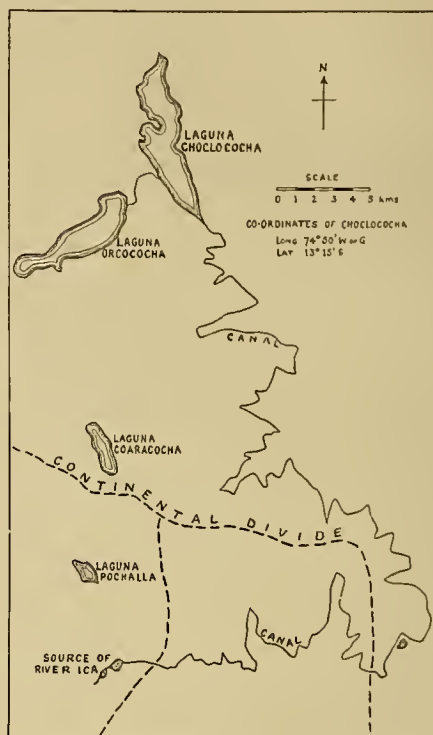 N
LAGUNA
CHOCLOCOCHA
SCALE
0 1 2 3 4 5 kms
CO-ORDINATES OF CHOCLOCOCHA
LONG 74° 50' W OF G
LAT 13° 15' S
LAGUNA
ORCOCOCHA
CANAL
LAGUNA
COARACOCHA
CONTINENTAL DIVIDE
LAGUNA
POCHALLA
SOURCE OF
RIVER ICA
CANAL